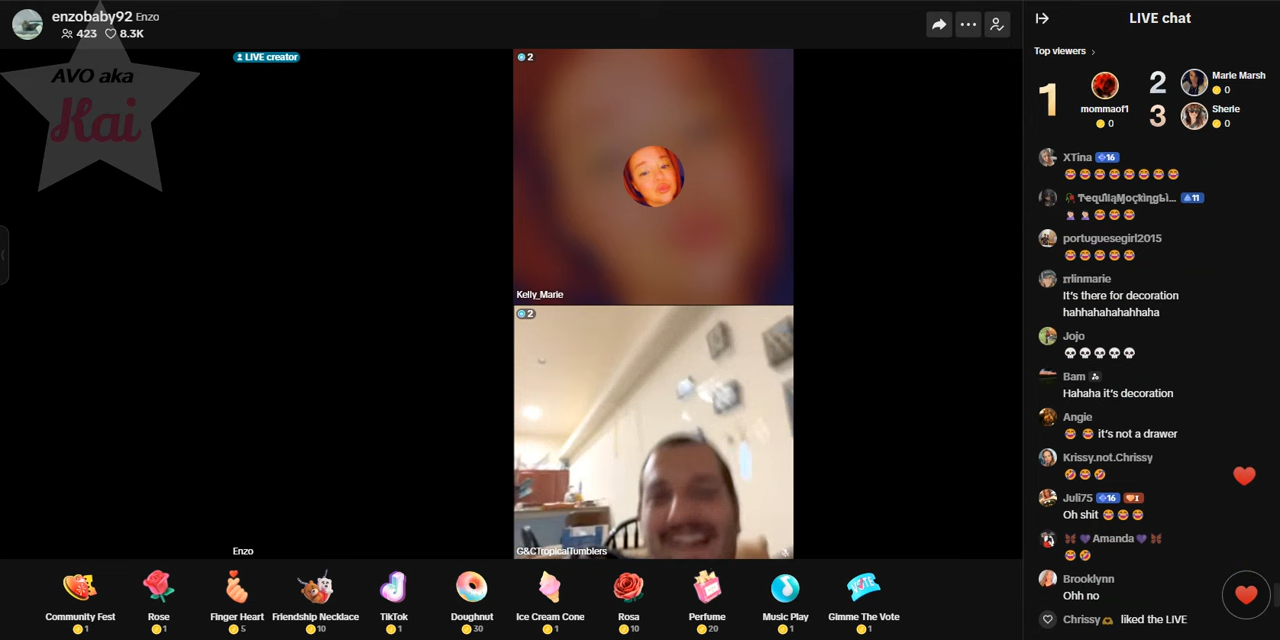 enzobaby92 Enzo
423 8.3K
AVO aka
Kai
LIVE creator
2
Kelly_Marie
2
G&CTropicalTumblers
Enzo
Community Fest
1
Rose
1
Finger Heart
5
Friendship Necklace
10
TikTok
1
Doughnut
30
Ice Cream Cone
1
Rosa
10
Perfume
20
Music Play
1
Gimme The Vote
1
LIVE chat
Top viewers
1
mommaof1
0
2
Marie Marsh
0
3
Sherie
0
XTina 16
😂😂😂😂😂😂😂😂
11
🤦🏼‍♀️🤦🏼‍♀️😂😂😂
portuguesegirl2015
😂😂😂😂😂
rrlinmarie
It's there for decoration
hahhahahahahhaha
Jojo
💀💀💀💀💀
Bam
Hahaha it's decoration
Angie
😂 😂 it's not a drawer
Krissy.not.Chrissy
🤣😂🤣
Juli75 16 I
Oh shit 😂😂😂
🦋💜Amanda💜🦋
😂🤣
Brooklynn
Ohh no
Chrissy🫶 liked the LIVE